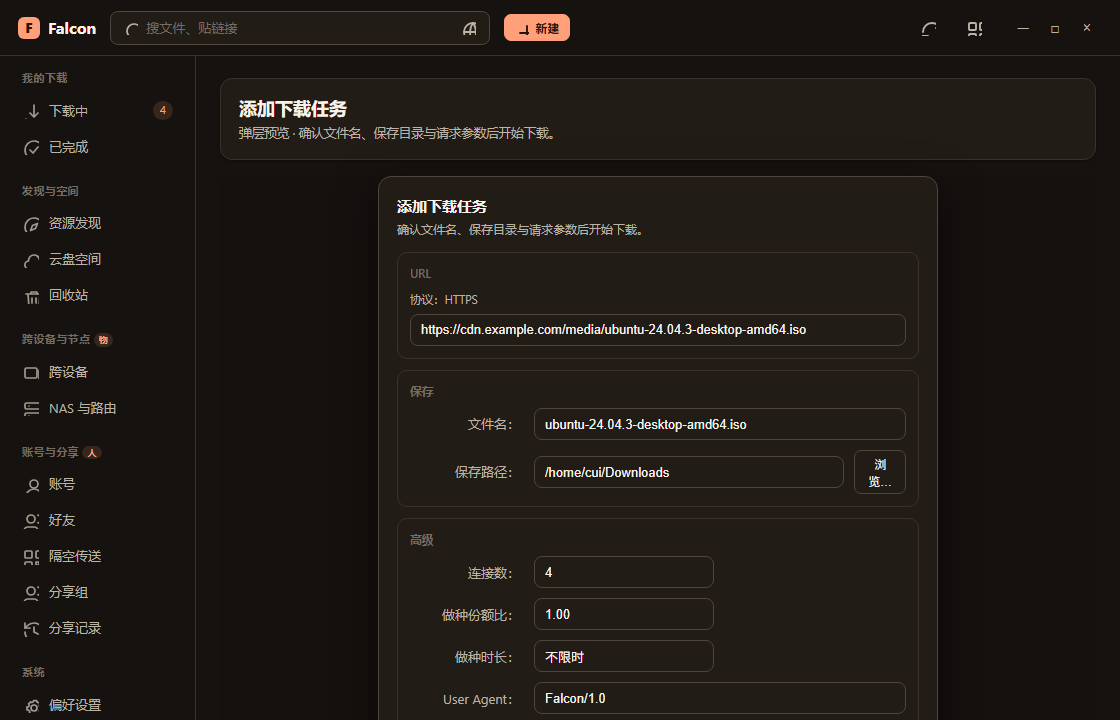 F Falcon
搜文件、贴链接
新建
我的下载
下载中 4
已完成
发现与空间
资源发现
云盘空间
回收站
跨设备与节点 物
跨设备
NAS 与路由
账号与分享 人
账号
好友
隔空传送
分享组
分享记录
系统
偏好设置
添加下载任务
弹层预览 · 确认文件名、保存目录与请求参数后开始下载。
添加下载任务
确认文件名、保存目录与请求参数后开始下载。
URL
协议：HTTPS
https://cdn.example.com/media/ubuntu-24.04.3-desktop-amd64.iso
保存
文件名： ubuntu-24.04.3-desktop-amd64.iso
保存路径： /home/cui/Downloads
浏
览...
高级
连接数： 4
做种份额比： 1.00
做种时长： 不限时
User Agent： Falcon/1.0